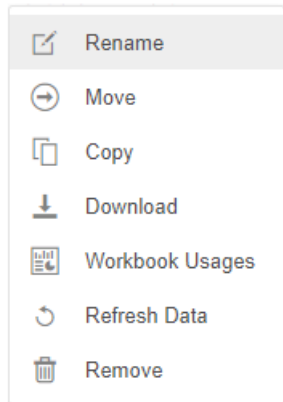 Rename
Move
Copy
Download
Workbook Usages
Refresh Data
Remove